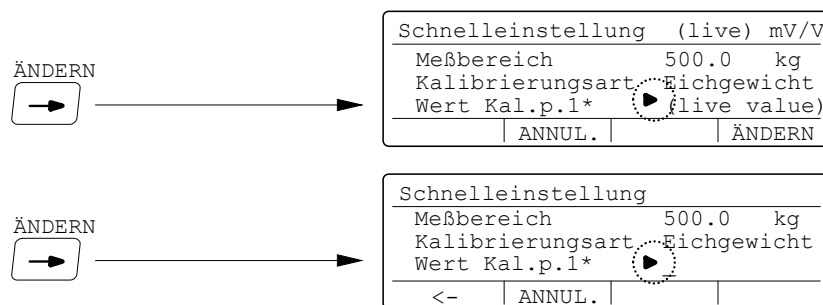 Schnelleinstellung (live) mV/V
Meßbereich 500.0 kg
ÄNDERN
Kalibrierungsart Eichgewicht
Wert Kal.p.1* (live value)
ANNUL. ÄNDERN
Schnelleinstellung
Meßbereich 500.0 kg
ÄNDERN
Kalibrierungsart Eichgewicht
Wert Kal.p.1* _
<- ANNUL.